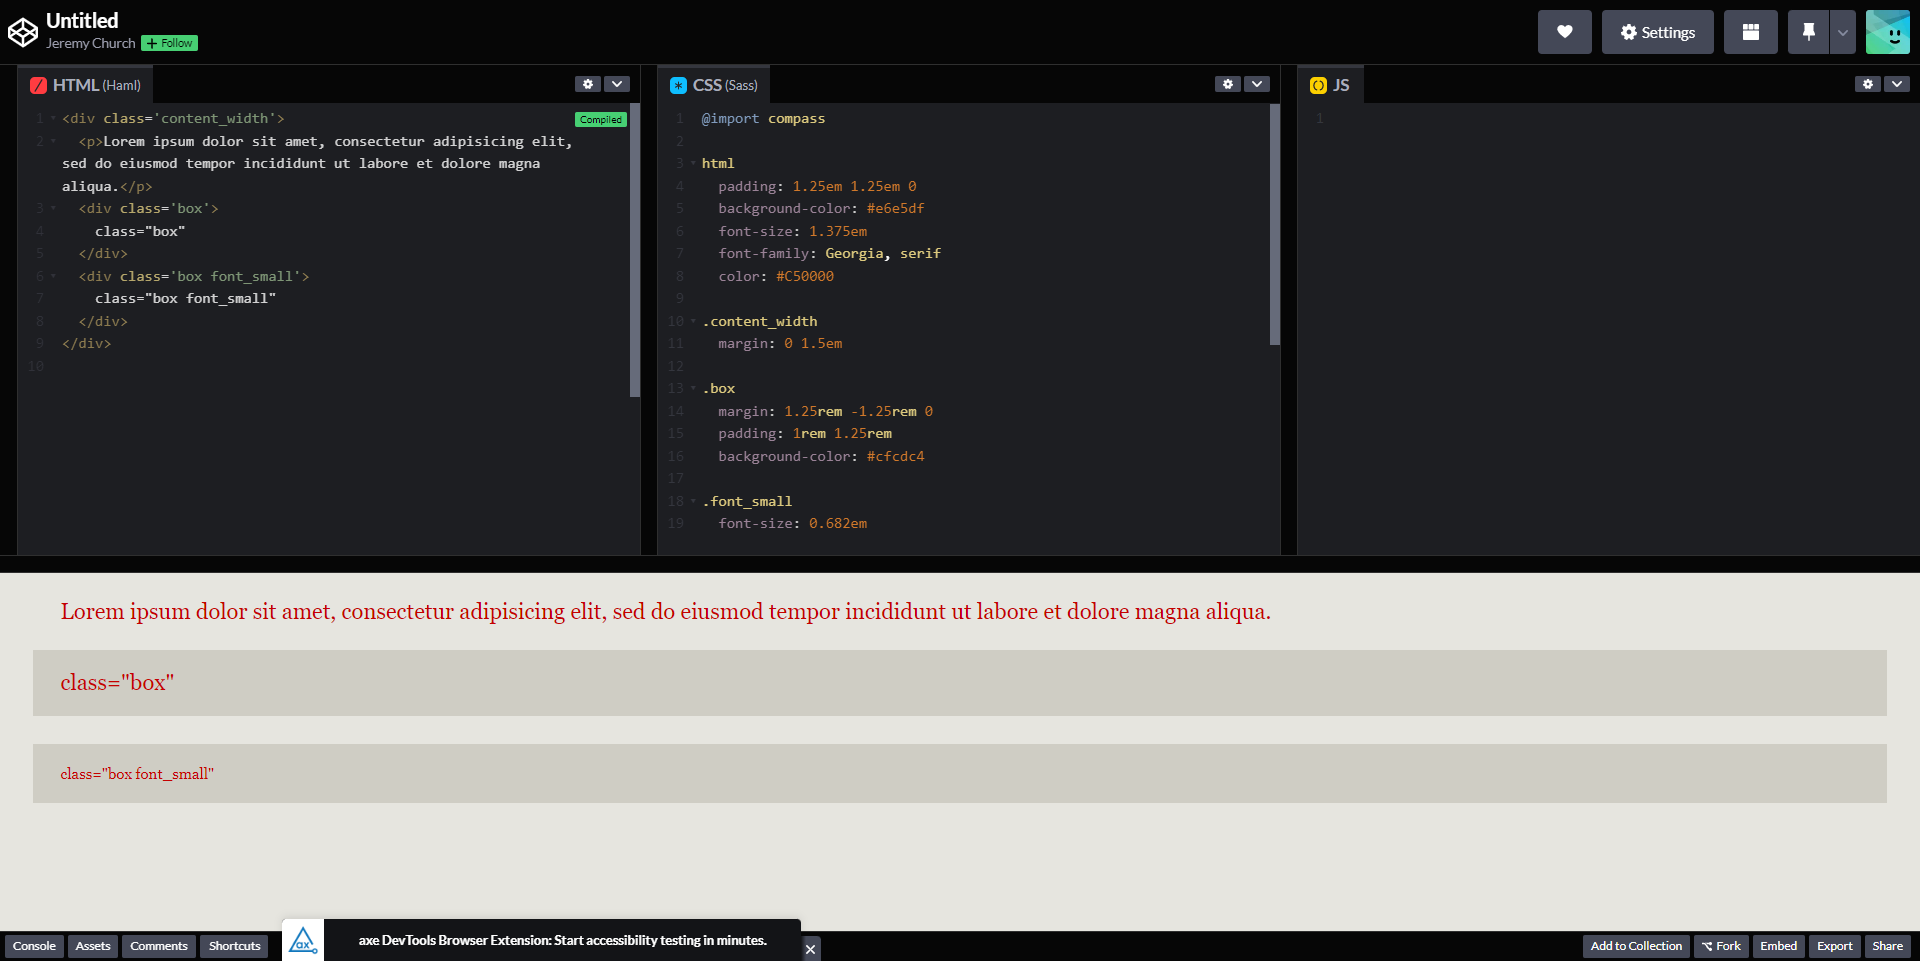 Untitled
Jeremy Church + Follow
Settings
HTML (Haml)
1 <div class='content_width'>
Compiled
2 <p>Lorem ipsum dolor sit amet, consectetur adipisicing elit,
sed do eiusmod tempor incididunt ut labore et dolore magna
aliqua.</p>
3 <div class='box'>
4 class="box"
5 </div>
6 <div class='box font_small'>
7 class="box font_small"
8 </div>
9 </div>
10
CSS (Sass)
1 @import compass
2
3 html
4 padding: 1.25em 1.25em 0
5 background-color: #e6e5df
6 font-size: 1.375em
7 font-family: Georgia, serif
8 color: #C50000
9
10 .content_width
11 margin: 0 1.5em
12
13 .box
14 margin: 1.25rem -1.25rem 0
15 padding: 1rem 1.25rem
16 background-color: #cfcdc4
17
18 .font_small
19 font-size: 0.682em
JS
1
Lorem ipsum dolor sit amet, consectetur adipisicing elit, sed do eiusmod tempor incididunt ut labore et dolore magna aliqua.
class="box"
class="box font_small"
Console Assets Comments Shortcuts
ax
axe DevTools Browser Extension: Start accessibility testing in minutes.
Add to Collection Fork Embed Export Share